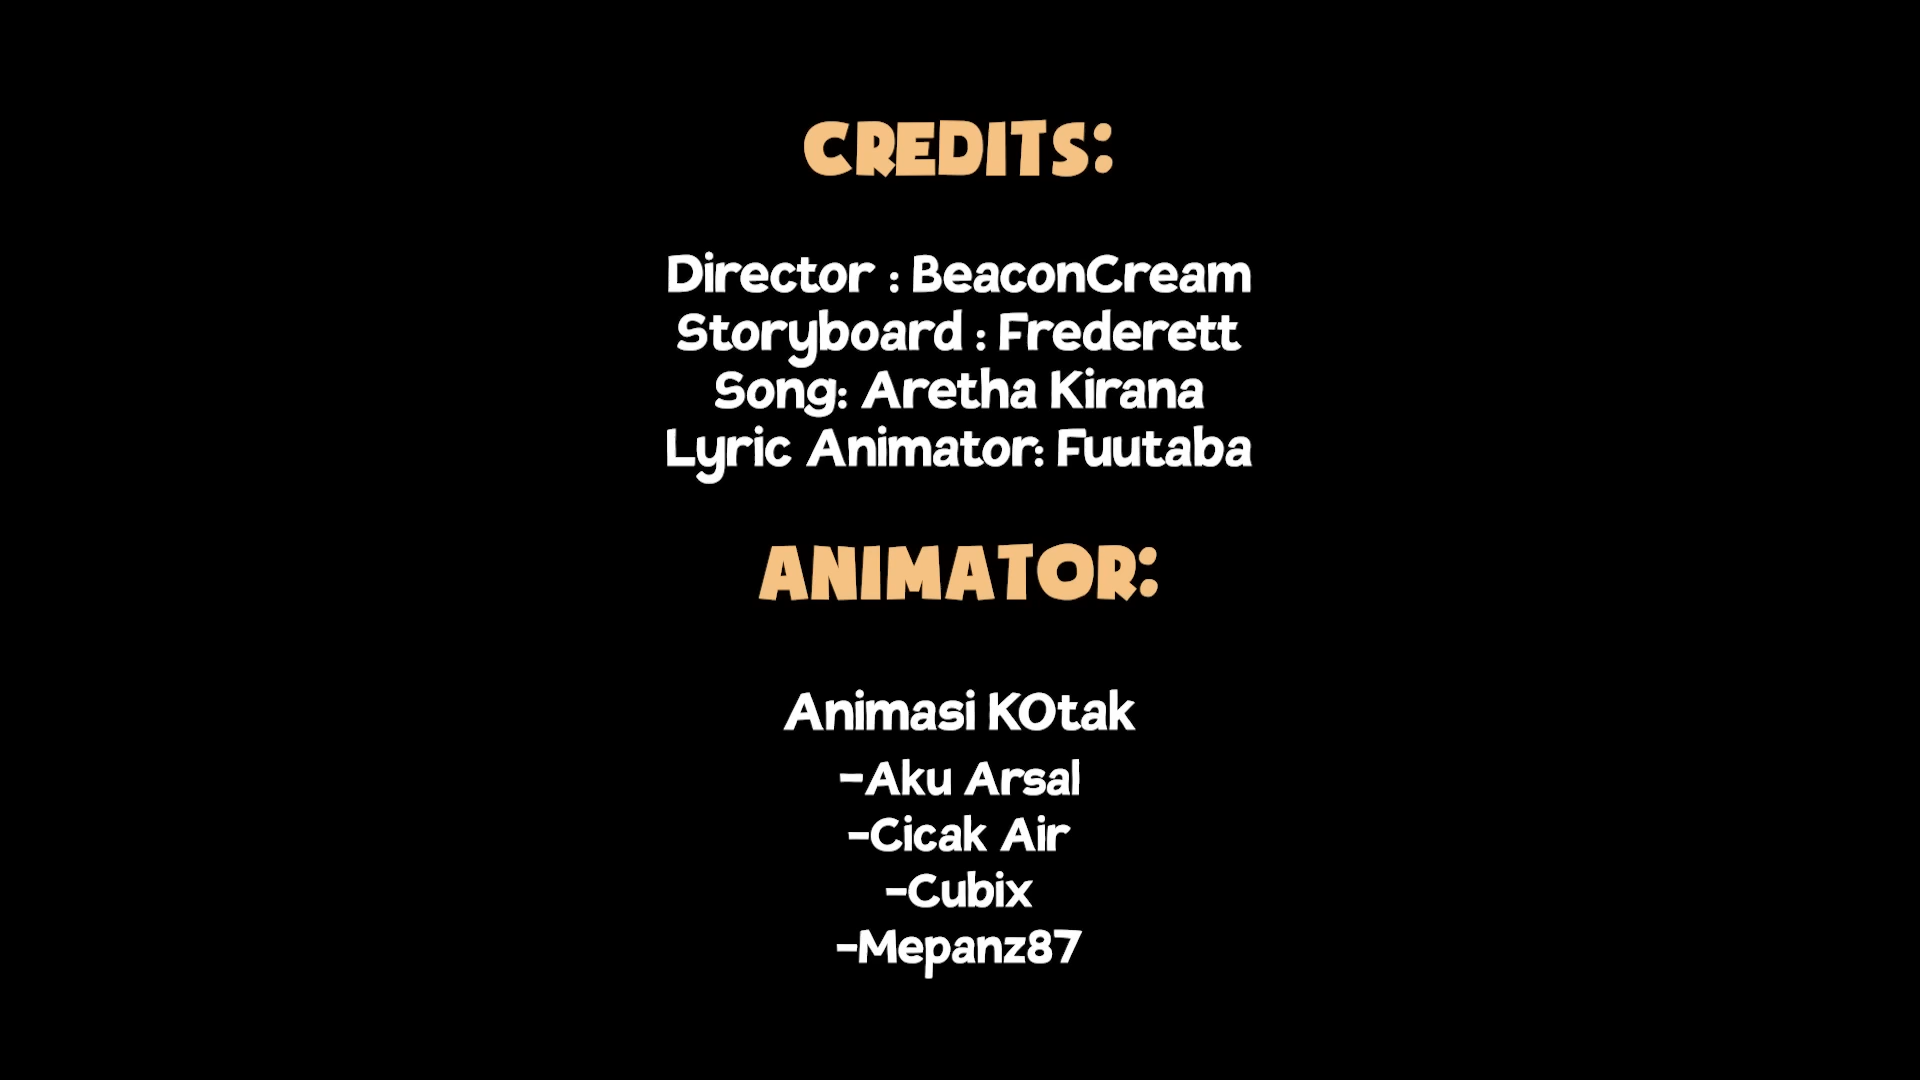 CREDITS:
Director : BeaconCream
Storyboard : Frederett
Song: Aretha Kirana
Lyric Animator: Fuutaba
ANIMATOR:
Animasi KOtak
-Aku Arsal
-Cicak Air
-Cubix
-Mepanz87